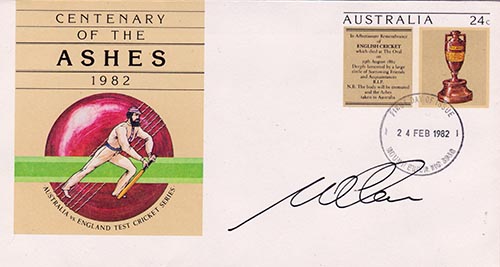 CENTENARY
OF THE
ASHES
1982
AUSTRALIA vs ENGLAND TEST CRICKET SERIES
AUSTRALIA 24c
In Affectionate Remembrance
of
ENGLISH CRICKET
which died at The Oval
on
29th August 1882
Deeply lamented by a large
circle of Sorrowing Friends
and Acquaintances
R.I.P.
N.B. The body will be cremated
and the Ashes
taken to Australia
FIRST DAY OF ISSUE
24 FEB 1982